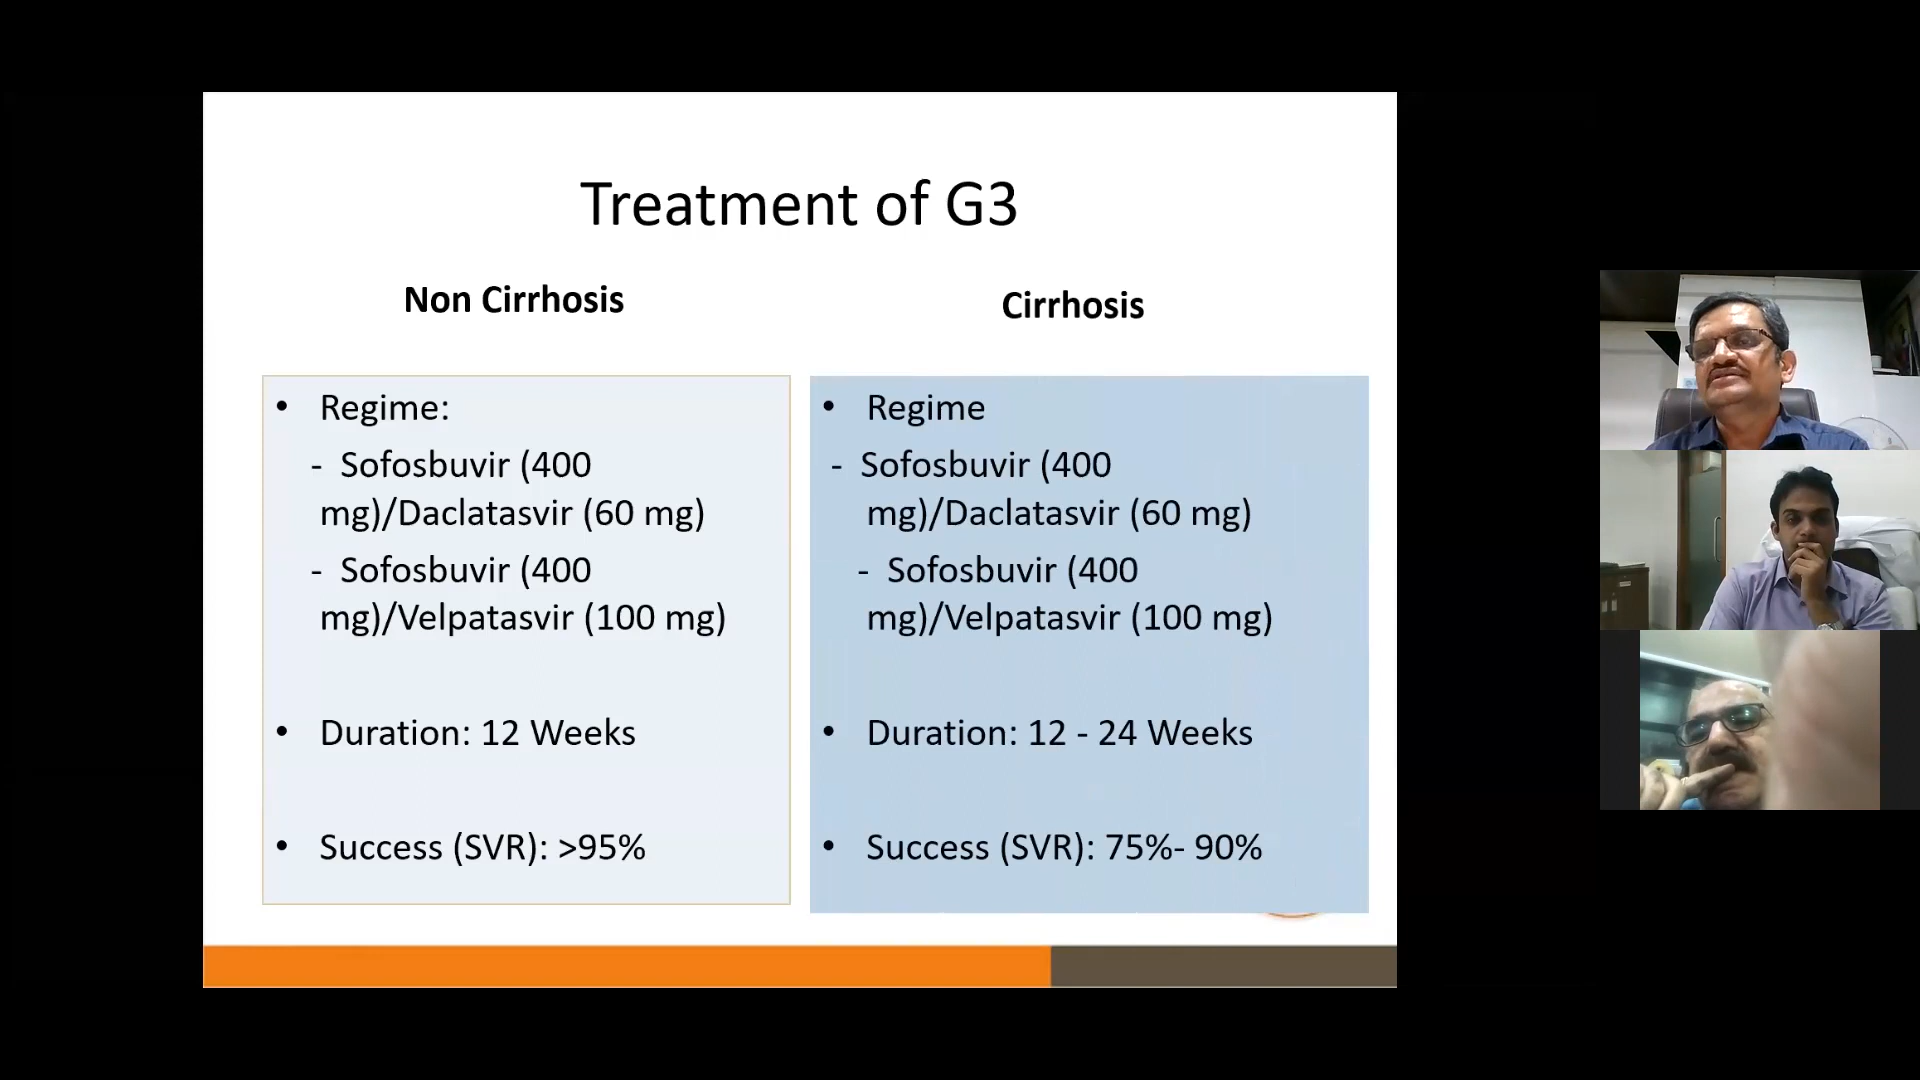 Treatment of G3
Non Cirrhosis
• Regime:
- Sofosbuvir (400
mg)/Daclatasvir (60 mg)
- Sofosbuvir (400
mg)/Velpatasvir (100 mg)
• Duration: 12 Weeks
• Success (SVR): >95%
Cirrhosis
• Regime
- Sofosbuvir (400
mg)/Daclatasvir (60 mg)
- Sofosbuvir (400
mg)/Velpatasvir (100 mg)
• Duration: 12 - 24 Weeks
• Success (SVR): 75%- 90%